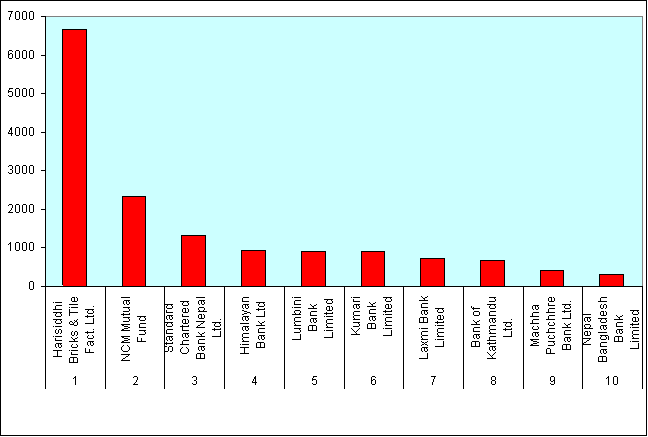 7000
6000
5000
4000
3000
2000
1000
0
Harisiddhi
Bricks & Tile
Fact. Ltd.
NCM Mutual
Fund
Standard
Chartered
Bank Nepal
Ltd.
Himalayan
Bank Ltd
Lumbini
Bank
Limited
Kumari
Bank
Limited
Laxmi Bank
Limited
Bank of
Kathmandu
Ltd.
Machha
Puchchhre
Bank Ltd.
Nepal
Bangladesh
Bank
Limited
1 2 3 4 5 6 7 8 9 10